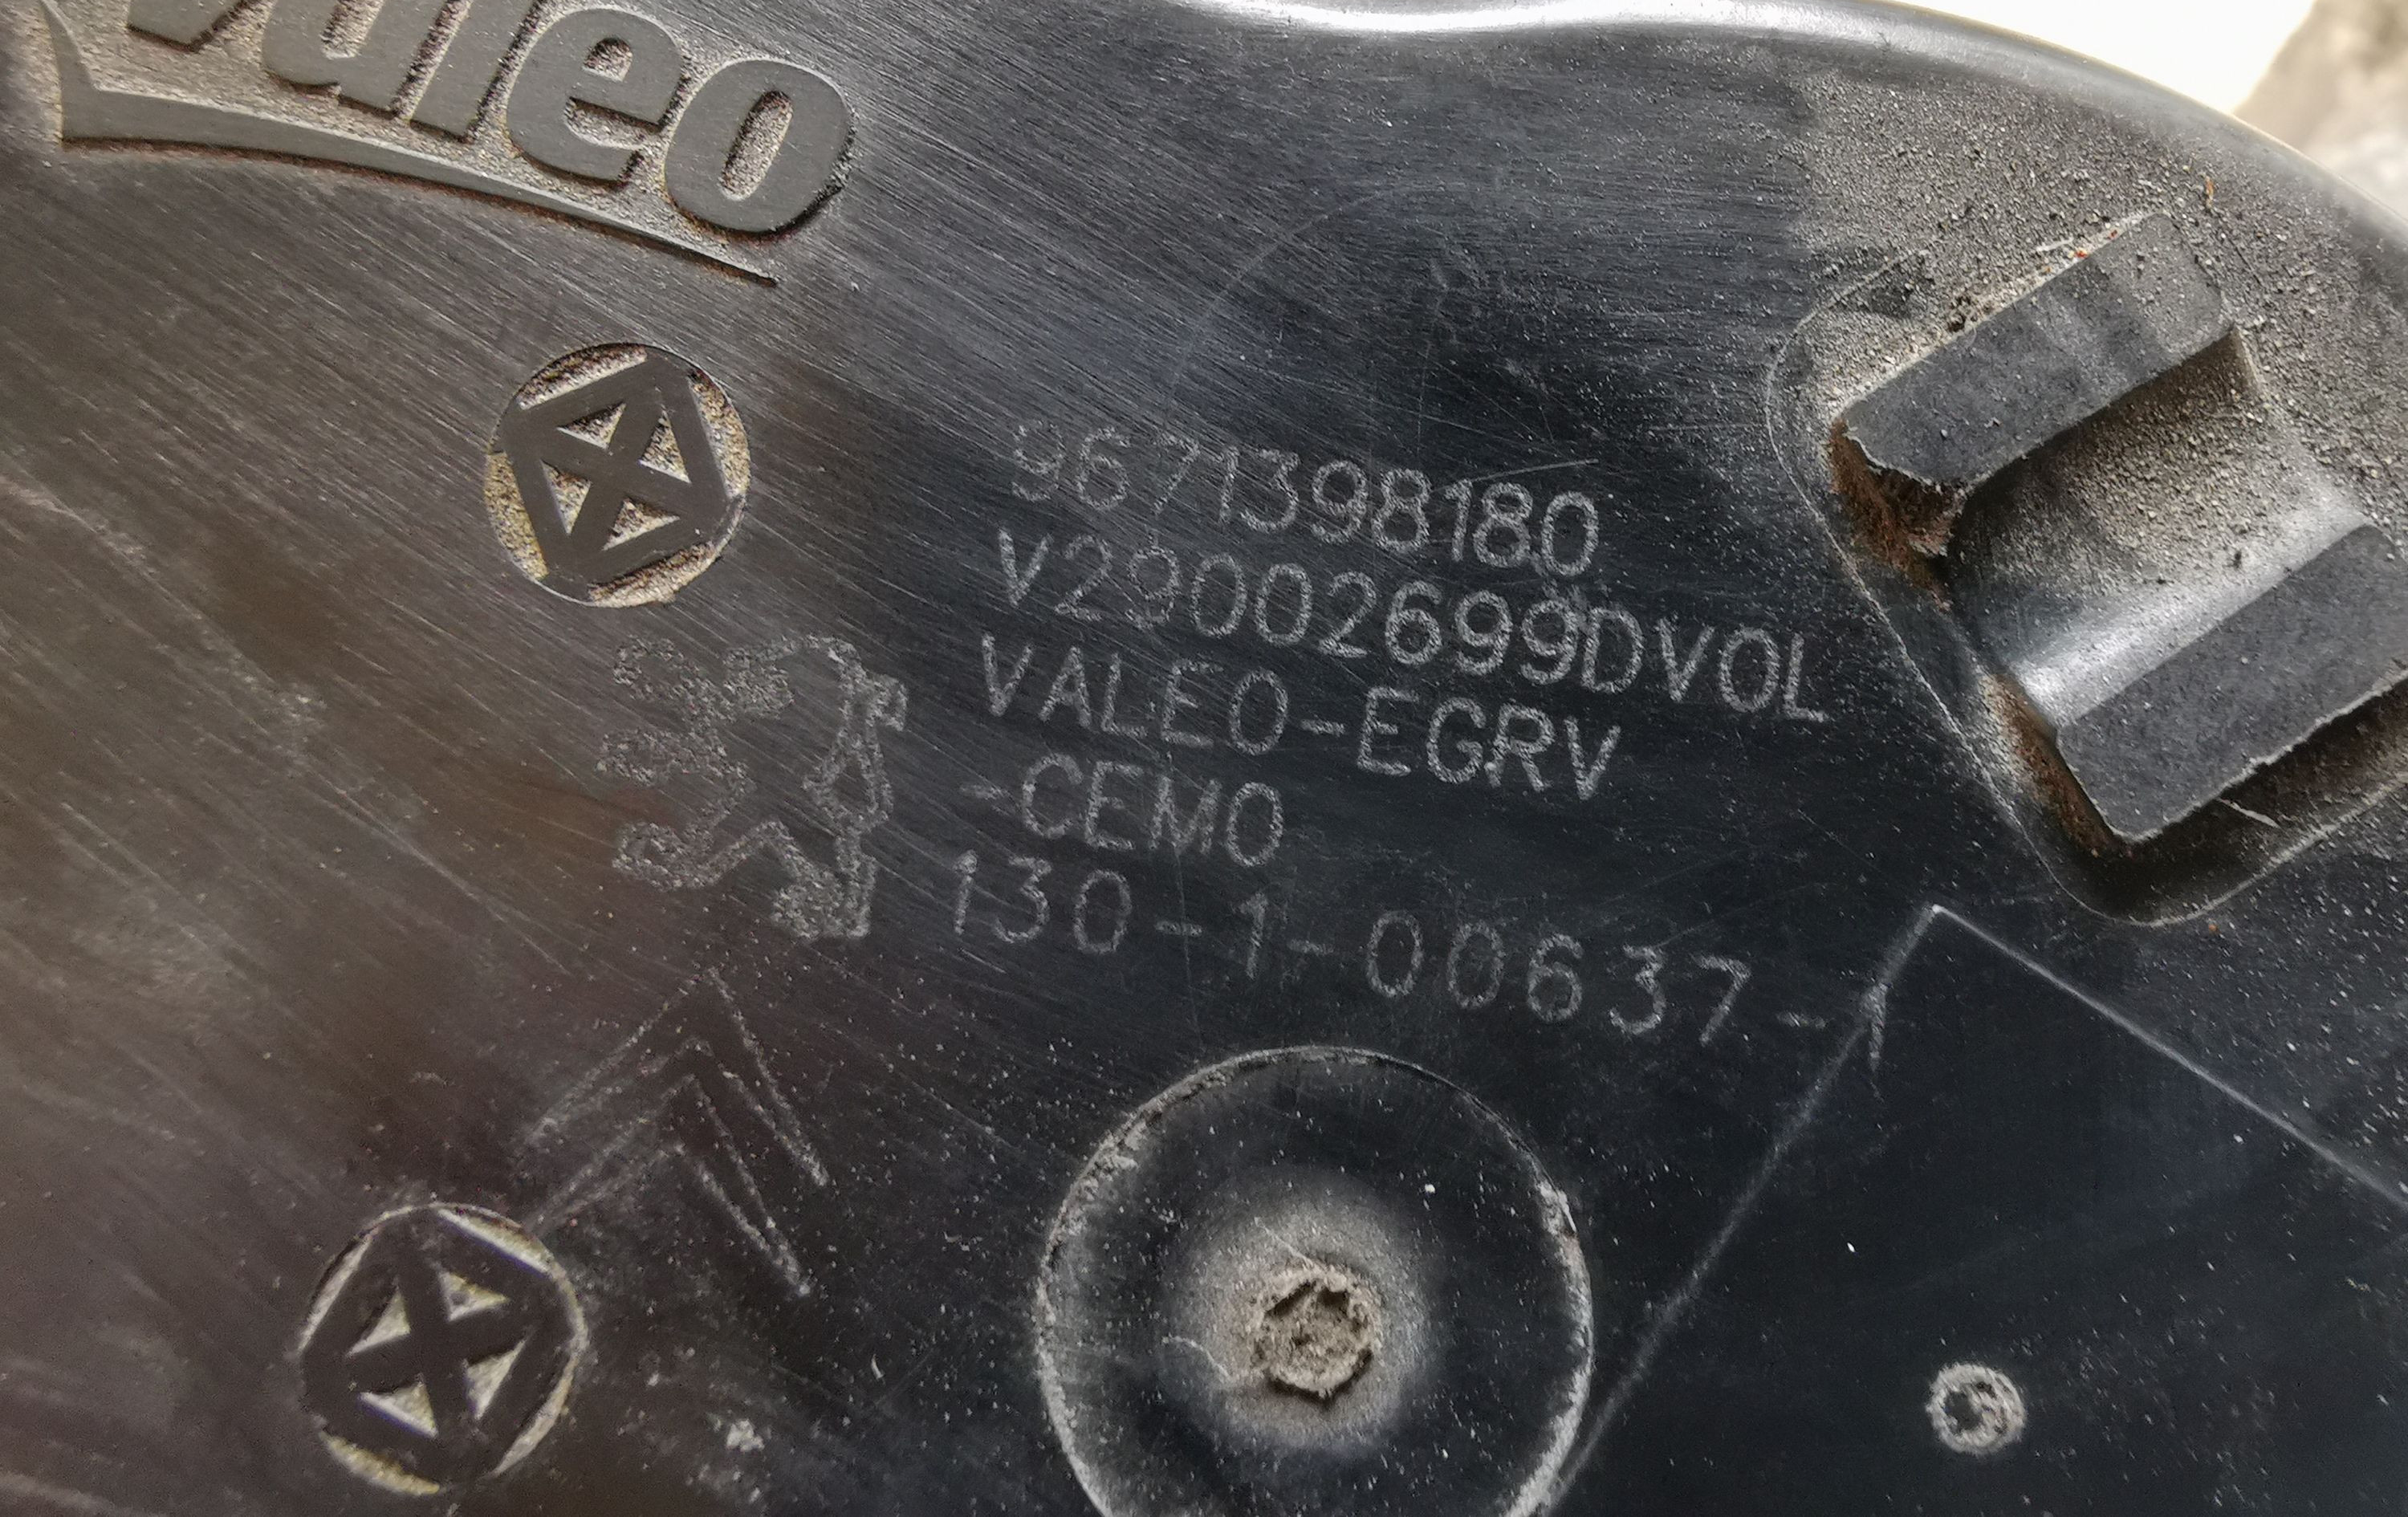 valeo
9671398180
V29002699DVOL
VALEO-EGRV
-CEMO
130-1-00637-1